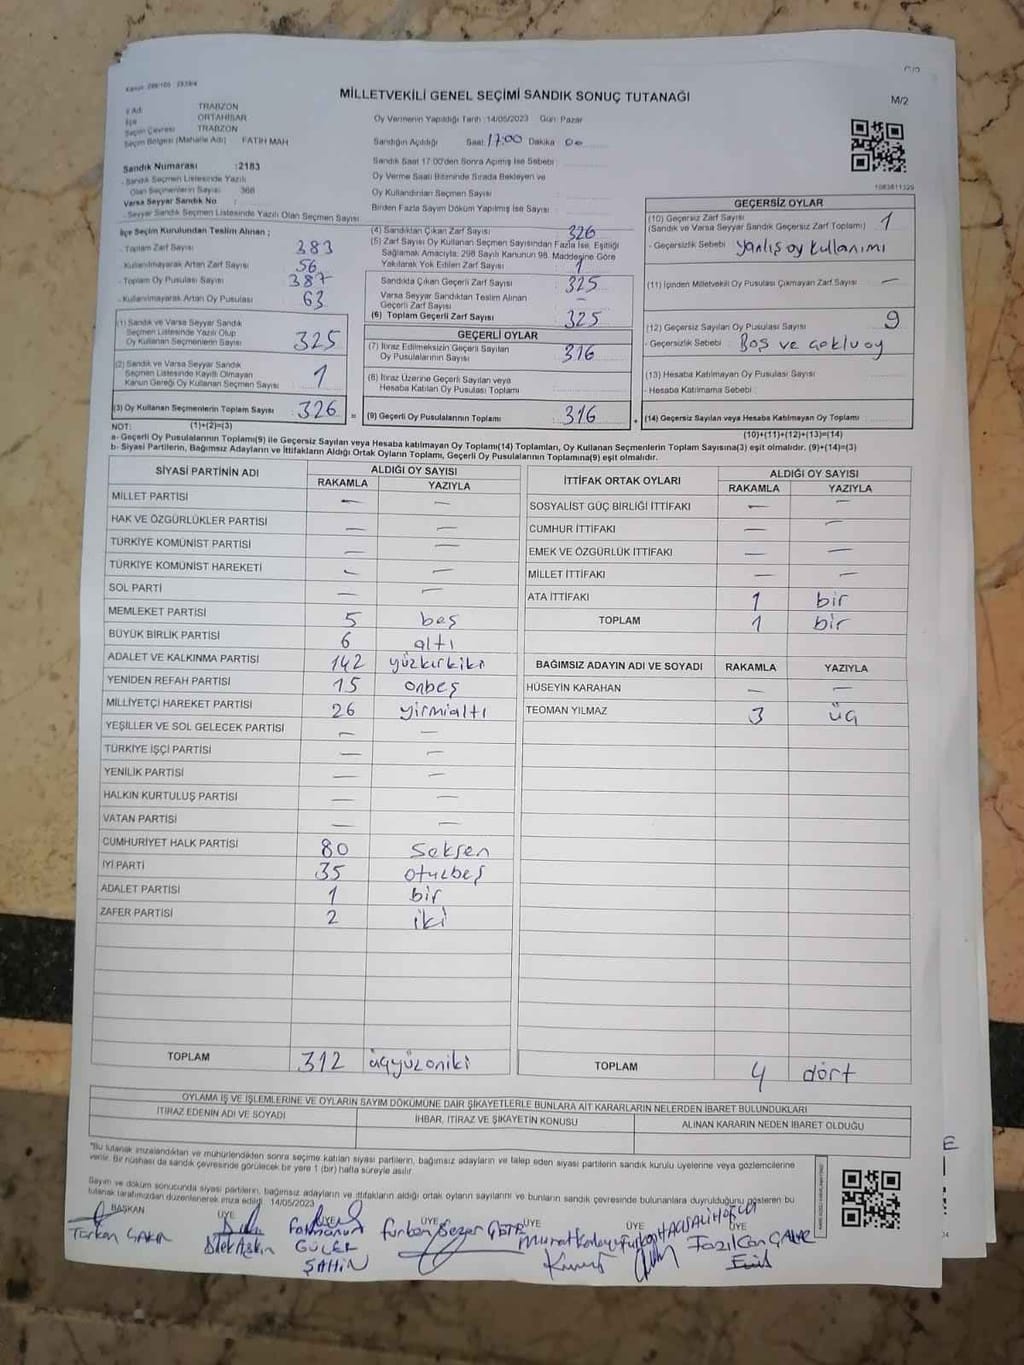 MİLLETVEKİLİ GENEL SEÇİMİ SANDIK SONUÇ TUTANAĞI
M/2
İl Adı TRABZON
İlçe ORTAHİSAR
Seçim Çevresi TRABZON
Seçim Bölgesi (Mahalle Adı) FATİH MAH
Oy Vermenin Yapıldığı Tarih :14/05/2023 Gün: Pazar
Sandığın Açıldığı Saat: 17:00 Dakika 00
Sandık Saat 17:00'den Sonra Açılmış İse Sebebi
Oy Verme Saati Bitiminde Sırada Bekleyen ve
Oy Kullandırılan Seçmen Sayısı
Birden Fazla Sayım Döküm Yapılmış İse Sayısı
Sandık Numarası :2183
- Sandık Seçmen Listesinde Yazılı
Olan Seçmenlerin Sayısı 366
Varsa Seyyar Sandık No :
- Seyyar Sandık Seçmen Listesinde Yazılı Olan Seçmen Sayısı
İlçe Seçim Kurulundan Teslim Alınan ;
- Toplam Zarf Sayısı 383
- Kullanılmayarak Artan Zarf Sayısı 56
- Toplam Oy Pusulası Sayısı 387
- Kullanılmayarak Artan Oy Pusulası 63
(1) Sandık ve Varsa Seyyar Sandık
Seçmen Listesinde Yazılı Olup
Oy Kullanan Seçmenlerin Sayısı 325
(2) Sandık ve Varsa Seyyar Sandık
Seçmen Listesinde Kayıtlı Olmayan
Kanun Gereği Oy Kullanan Seçmen Sayısı 1
(3) Oy Kullanan Seçmenlerin Toplam Sayısı 326 =
(1)+(2)=(3)
(4) Sandıktan Çıkan Zarf Sayısı 326
(5) Zarf Sayısı Oy Kullanan Seçmen Sayısından Fazla İse, Eşitliği
Sağlamak Amacıyla: 298 Sayılı Kanunun 98. Maddesine Göre
Yakılarak Yok Edilen Zarf Sayısı 1
Sandıkta Çıkan Geçerli Zarf Sayısı 325
Varsa Seyyar Sandıktan Teslim Alınan
Geçerli Zarf Sayısı —
(6) Toplam Geçerli Zarf Sayısı 325
GEÇERLİ OYLAR
(7) İtiraz Edilmeksizin Geçerli Sayılan
Oy Pusulalarının Sayısı 316
(8) İtiraz Üzerine Geçerli Sayılan veya
Hesaba Katılan Oy Pusulası Toplamı
(9) Geçerli Oy Pusulalarının Toplamı 316 +
1083811329
GEÇERSİZ OYLAR
(10) Geçersiz Zarf Sayısı
(Sandık ve Varsa Seyyar Sandık Geçersiz Zarf Toplamı) 1
- Geçersizlik Sebebi yanlış oy kullanımı
(11) İçinden Milletvekili Oy Pusulası Çıkmayan Zarf Sayısı —
(12) Geçersiz Sayılan Oy Pusulası Sayısı 9
- Geçersizlik Sebebi Boş ve çoklu oy
(13) Hesaba Katılmayan Oy Pusulası Sayısı
- Hesaba Katılmama Sebebi
(14) Geçersiz Sayılan veya Hesaba Katılmayan Oy Toplamı
(10)+(11)+(12)+(13)=(14)
NOT:
a- Geçerli Oy Pusulalarının Toplamı(9) ile Geçersiz Sayılan veya Hesaba katılmayan Oy Toplamı(14) Toplamları, Oy Kullanan Seçmenlerin Toplam Sayısına(3) eşit olmalıdır. (9)+(14)=(3)
b- Siyasi Partilerin, Bağımsız Adayların ve İttifakların Aldığı Ortak Oyların Toplamı, Geçerli Oy Pusulalarının Toplamına(9) eşit olmalıdır.
SİYASİ PARTİNİN ADI ALDIĞI OY SAYISI
RAKAMLA YAZIYLA
MİLLET PARTİSİ — —
HAK VE ÖZGÜRLÜKLER PARTİSİ — —
TÜRKİYE KOMÜNİST PARTİSİ — —
TÜRKİYE KOMÜNİST HAREKETİ — —
SOL PARTİ — —
MEMLEKET PARTİSİ 5 beş
BÜYÜK BİRLİK PARTİSİ 6 altı
ADALET VE KALKINMA PARTİSİ 142 yüzkırkiki
YENİDEN REFAH PARTİSİ 15 onbeş
MİLLİYETÇİ HAREKET PARTİSİ 26 yirmialtı
YEŞİLLER VE SOL GELECEK PARTİSİ — —
TÜRKİYE İŞÇİ PARTİSİ — —
YENİLİK PARTİSİ — —
HALKIN KURTULUŞ PARTİSİ — —
VATAN PARTİSİ — —
CUMHURİYET HALK PARTİSİ 80 Seksen
İYİ PARTİ 35 otuzbeş
ADALET PARTİSİ 1 bir
ZAFER PARTİSİ 2 iki
TOPLAM 312 üçyüzoniki
İTTİFAK ORTAK OYLARI ALDIĞI OY SAYISI
RAKAMLA YAZIYLA
SOSYALİST GÜÇ BİRLİĞİ İTTİFAKI — —
CUMHUR İTTİFAKI — —
EMEK VE ÖZGÜRLÜK İTTİFAKI — —
MİLLET İTTİFAKI — —
ATA İTTİFAKI 1 bir
TOPLAM 1 bir
BAĞIMSIZ ADAYIN ADI VE SOYADI RAKAMLA YAZIYLA
HÜSEYİN KARAHAN — —
TEOMAN YILMAZ 3 üç
TOPLAM 4 dört
OYLAMA İŞ VE İŞLEMLERİNE VE OYLARIN SAYIM DÖKÜMÜNE DAİR ŞİKAYETLERLE BUNLARA AİT KARARLARIN NELERDEN İBARET BULUNDUKLARI
İTİRAZ EDENİN ADI VE SOYADI İHBAR, İTİRAZ VE ŞİKAYETİN KONUSU ALINAN KARARIN NEDEN İBARET OLDUĞU
*Bu tutanak imzalandıktan ve mühürlendikten sonra seçime katılan siyasi partilerin, bağımsız adayların ve talep eden siyasi partilerin sandık kurulu üyelerine veya gözlemcilerine
verilir. Bir nüshası da sandık çevresinde görülecek bir yere 1 (bir) hafta süreyle asılır.
Sayım ve döküm sonucunda siyasi partilerin, bağımsız adayların ve ittifakların aldığı ortak oyların sayılarını ve bunların sandık çevresinde bulunanlara duyrulduğunu gösteren bu
tutanak tarafımızdan düzenlenerek imza edildi. 14/05/2023
BAŞKAN ÜYE ÜYE ÜYE ÜYE ÜYE ÜYE
Fatmanur
GÜLER
ŞAHİN